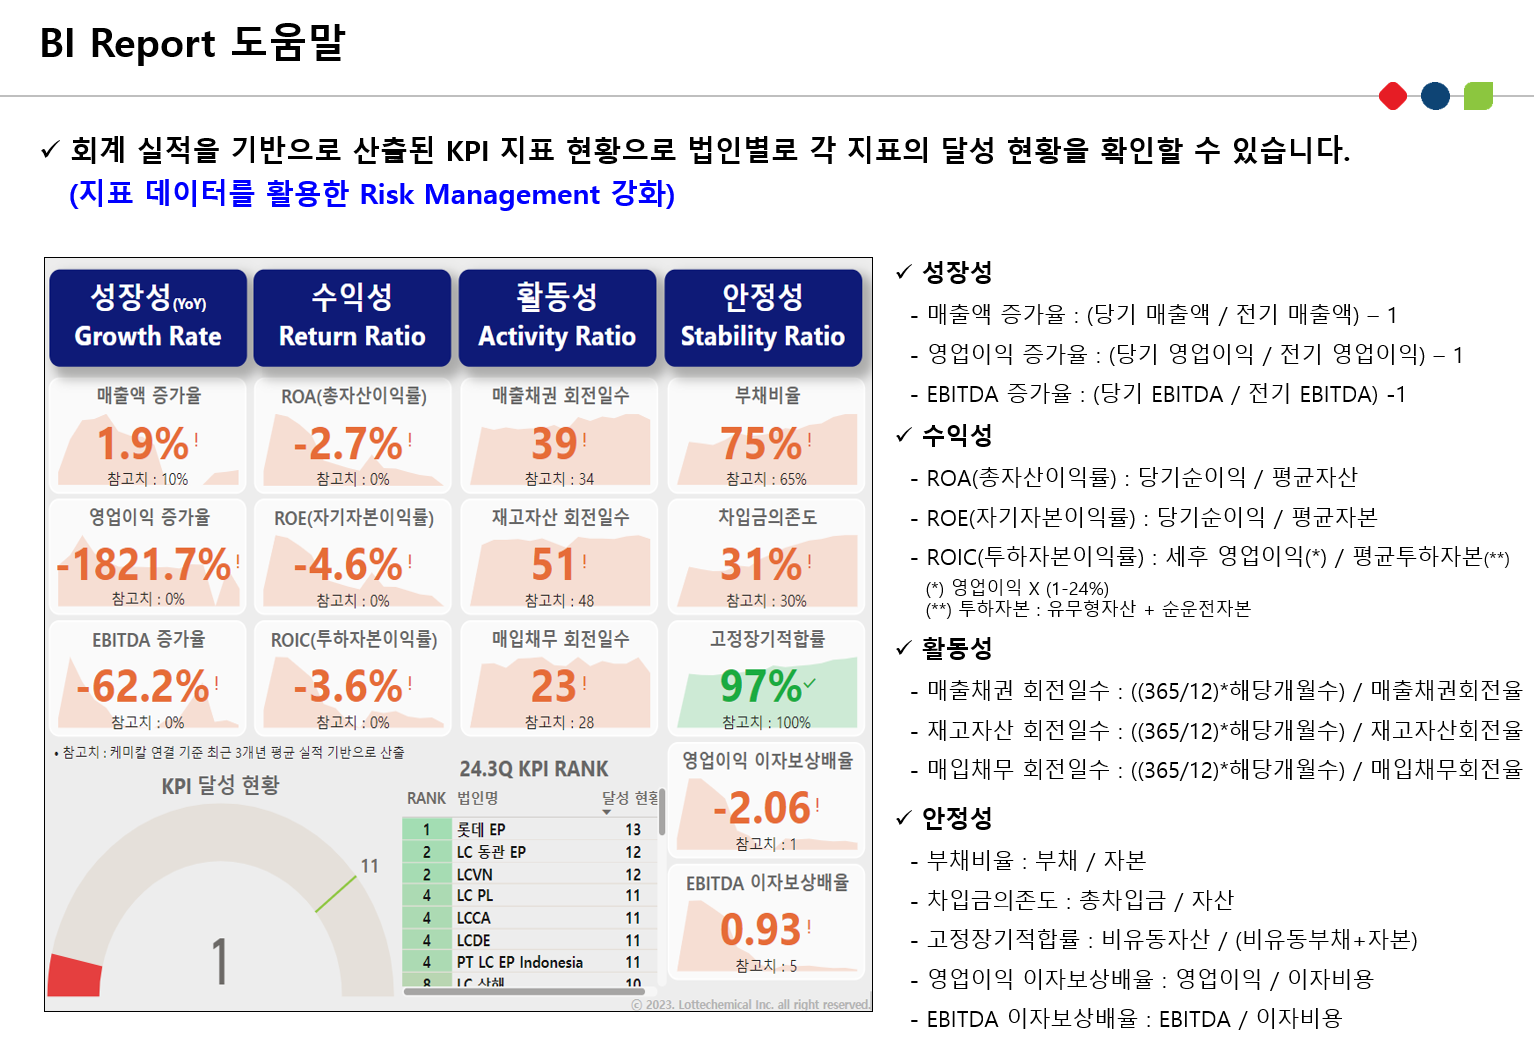 BI Report 도움말
✓ 회계 실적을 기반으로 산출된 KPI 지표 현황으로 법인별로 각 지표의 달성 현황을 확인할 수 있습니다.
(지표 데이터를 활용한 Risk Management 강화)
성장성(YoY)
Growth Rate
수익성
Return Ratio
활동성
Activity Ratio
안정성
Stability Ratio
매출액 증가율
1.9%!
참고치 : 10%
ROA(총자산이익률)
-2.7%!
참고치 : 0%
매출채권 회전일수
39!
참고치 : 34
부채비율
75%!
참고치 : 65%
영업이익 증가율
-1821.7%!
참고치 : 0%
ROE(자기자본이익률)
-4.6%!
참고치 : 0%
재고자산 회전일수
51!
참고치 : 48
차입금의존도
31%!
참고치 : 30%
EBITDA 증가율
-62.2%!
참고치 : 0%
ROIC(투하자본이익률)
-3.6%!
참고치 : 0%
매입채무 회전일수
23!
참고치 : 28
고정장기적합률
97%✓
참고치 : 100%
• 참고치 : 케미칼 연결 기준 최근 3개년 평균 실적 기반으로 산출
KPI 달성 현황
11
1
24.3Q KPI RANK
RANK 법인명 달성 현황
1 롯데 EP 13
2 LC 동관 EP 12
2 LCVN 12
4 LC PL 11
4 LCCA 11
4 LCDE 11
4 PT LC EP Indonesia 11
8 LC 상해 10
영업이익 이자보상배율
-2.06!
참고치 : 1
EBITDA 이자보상배율
0.93!
참고치 : 5
ⓒ 2023. Lottechemical Inc. all right reserved.
✓ 성장성
- 매출액 증가율 : (당기 매출액 / 전기 매출액) – 1
- 영업이익 증가율 : (당기 영업이익 / 전기 영업이익) – 1
- EBITDA 증가율 : (당기 EBITDA / 전기 EBITDA) -1
✓ 수익성
- ROA(총자산이익률) : 당기순이익 / 평균자산
- ROE(자기자본이익률) : 당기순이익 / 평균자본
- ROIC(투하자본이익률) : 세후 영업이익(*) / 평균투하자본(**)
(*) 영업이익 X (1-24%)
(**) 투하자본 : 유무형자산 + 순운전자본
✓ 활동성
- 매출채권 회전일수 : ((365/12)*해당개월수) / 매출채권회전율
- 재고자산 회전일수 : ((365/12)*해당개월수) / 재고자산회전율
- 매입채무 회전일수 : ((365/12)*해당개월수) / 매입채무회전율
✓ 안정성
- 부채비율 : 부채 / 자본
- 차입금의존도 : 총차입금 / 자산
- 고정장기적합률 : 비유동자산 / (비유동부채+자본)
- 영업이익 이자보상배율 : 영업이익 / 이자비용
- EBITDA 이자보상배율 : EBITDA / 이자비용